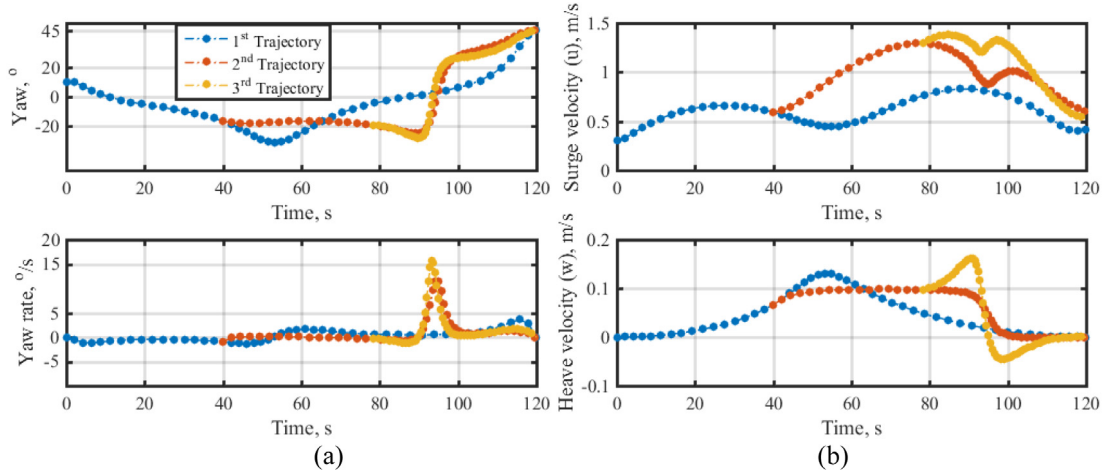 45
20
0
-20
Yaw, °
1st Trajectory
2nd Trajectory
3rd Trajectory
0 20 40 60 80 100 120
Time, s
1.5
1
0.5
0
Surge velocity (u), m/s
0 20 40 60 80 100 120
Time, s
20
15
5
0
-5
Yaw rate, °/s
0 20 40 60 80 100 120
Time, s
(a)
0.2
0.1
0
-0.1
Heave velocity (w), m/s
0 20 40 60 80 100 120
Time, s
(b)